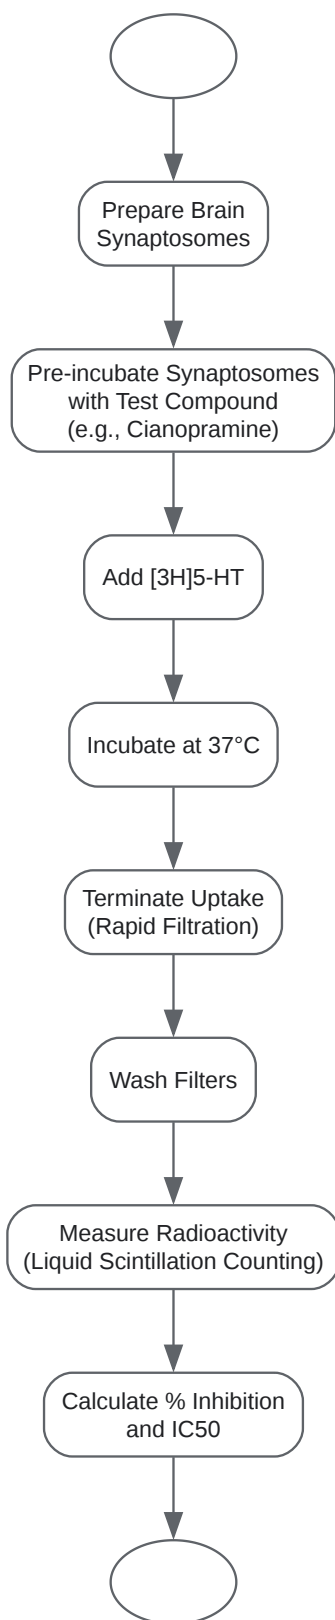 Prepare Brain
Synaptosomes
Pre-incubate Synaptosomes
with Test Compound
(e.g., Cianopramine)
Add [3H]5-HT
Incubate at 37°C
Terminate Uptake
(Rapid Filtration)
Wash Filters
Measure Radioactivity
(Liquid Scintillation Counting)
Calculate % Inhibition
and IC50